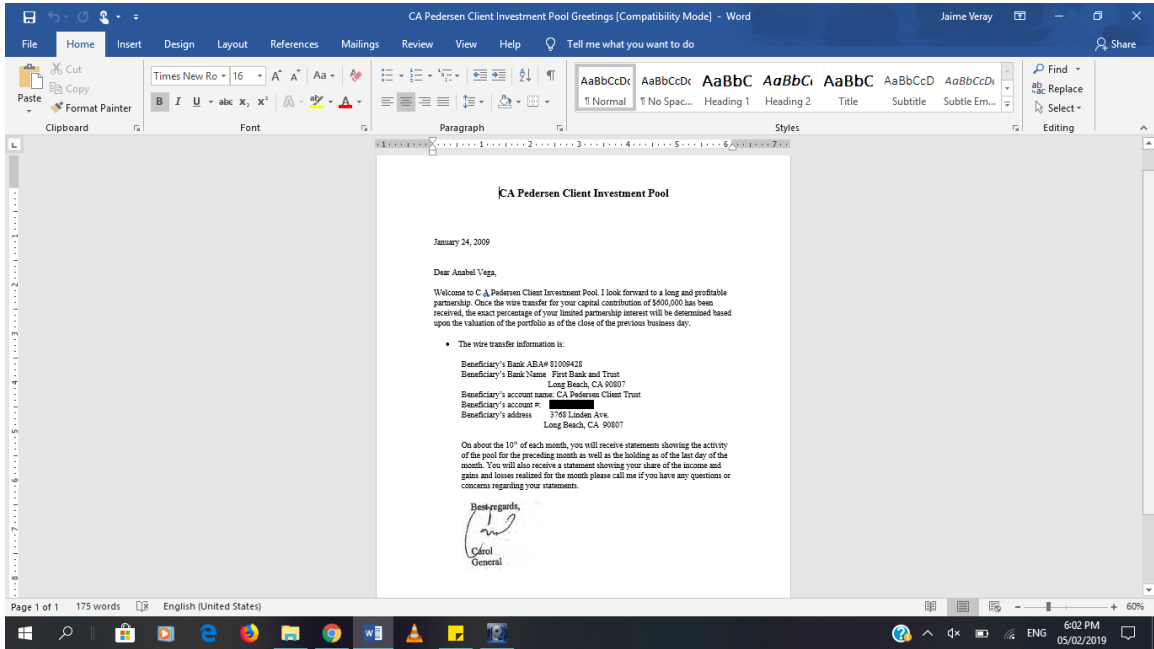 CA Pedersen Client Investment Pool Greetings [Compatibility Mode] - Word
Jaime Veray
File Home Insert Design Layout References Mailings Review View Help Tell me what you want to do
Share
Paste
Cut
Copy
Format Painter
Clipboard
Times New Ro 16
Font
Paragraph
AaBbCcDc AaBbCcDc AaBbC AaBbCc AaBbC AaBbCcD AaBbCcDc
¶ Normal ¶ No Spac... Heading 1 Heading 2 Title Subtitle Subtle Em...
Styles
Find
Replace
Select
Editing
CA Pedersen Client Investment Pool
January 24, 2009
Dear Anabel Vega,
Welcome to C A Pedersen Client Investment Pool. I look forward to a long and profitable
partnership. Once the wire transfer for your capital contribution of $600,000 has been
received, the exact percentage of your limited partnership interest will be determined based
upon the valuation of the portfolio as of the close of the previous business day.
• The wire transfer information is:
Beneficiary's Bank ABA# 81009428
Beneficiary's Bank Name First Bank and Trust
Long Beach, CA 90807
Beneficiary's account name: CA Pedersen Client Trust
Beneficiary's account #:
Beneficiary's address 3768 Linden Ave.
Long Beach, CA 90807
On about the 10th of each month, you will receive statements showing the activity
of the pool for the preceding month as well as the holding as of the last day of the
month. You will also receive a statement showing your share of the income and
gains and losses realized for the month please call me if you have any questions or
concerns regarding your statements.
Best regards,
Carol
General
Page 1 of 1 175 words English (United States)
60%
ENG
6:02 PM
05/02/2019